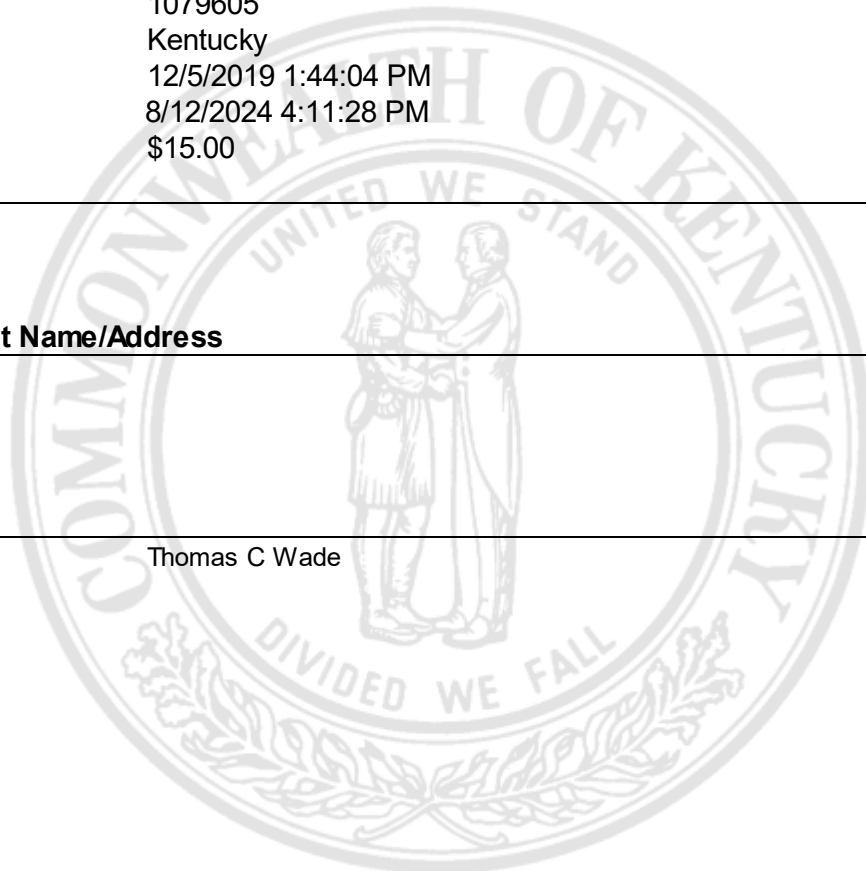 1079605
Kentucky
12/5/2019 1:44:04 PM
8/12/2024 4:11:28 PM
$15.00
COMMONWEALTH OF KENTUCKY
UNITED WE STAND
t Name/Address
Thomas C Wade
DIVIDED WE FALL